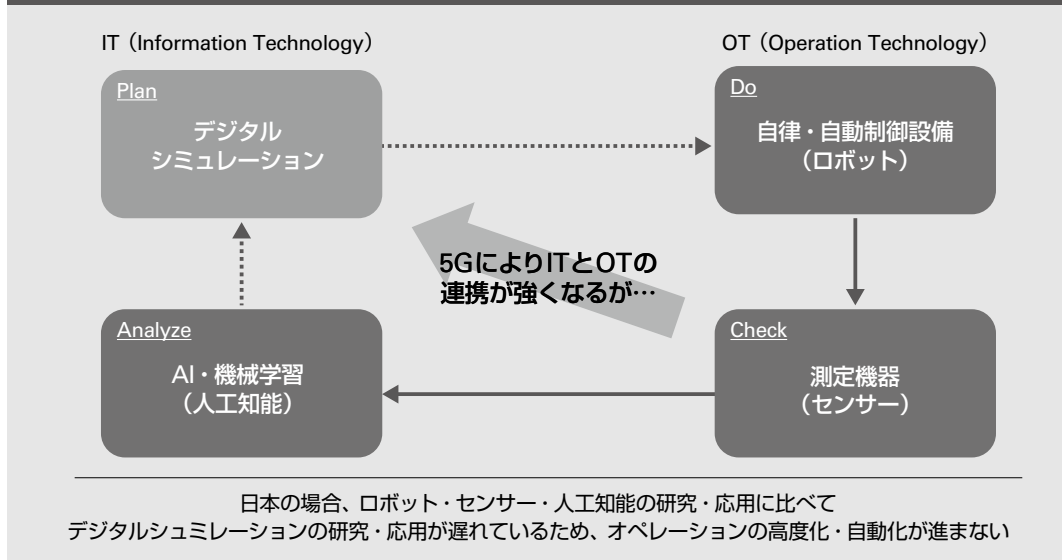 IT（Information Technology）
OT（Operation Technology）
Plan
デジタル
シミュレーション
Do
自律・自動制御設備
（ロボット）
5GによりITとOTの
連携が強くなるが…
Analyze
AI・機械学習
（人工知能）
Check
測定機器
（センサー）
日本の場合、ロボット・センサー・人工知能の研究・応用に比べて
デジタルシュミレーションの研究・応用が遅れているため、オペレーションの高度化・自動化が進まない